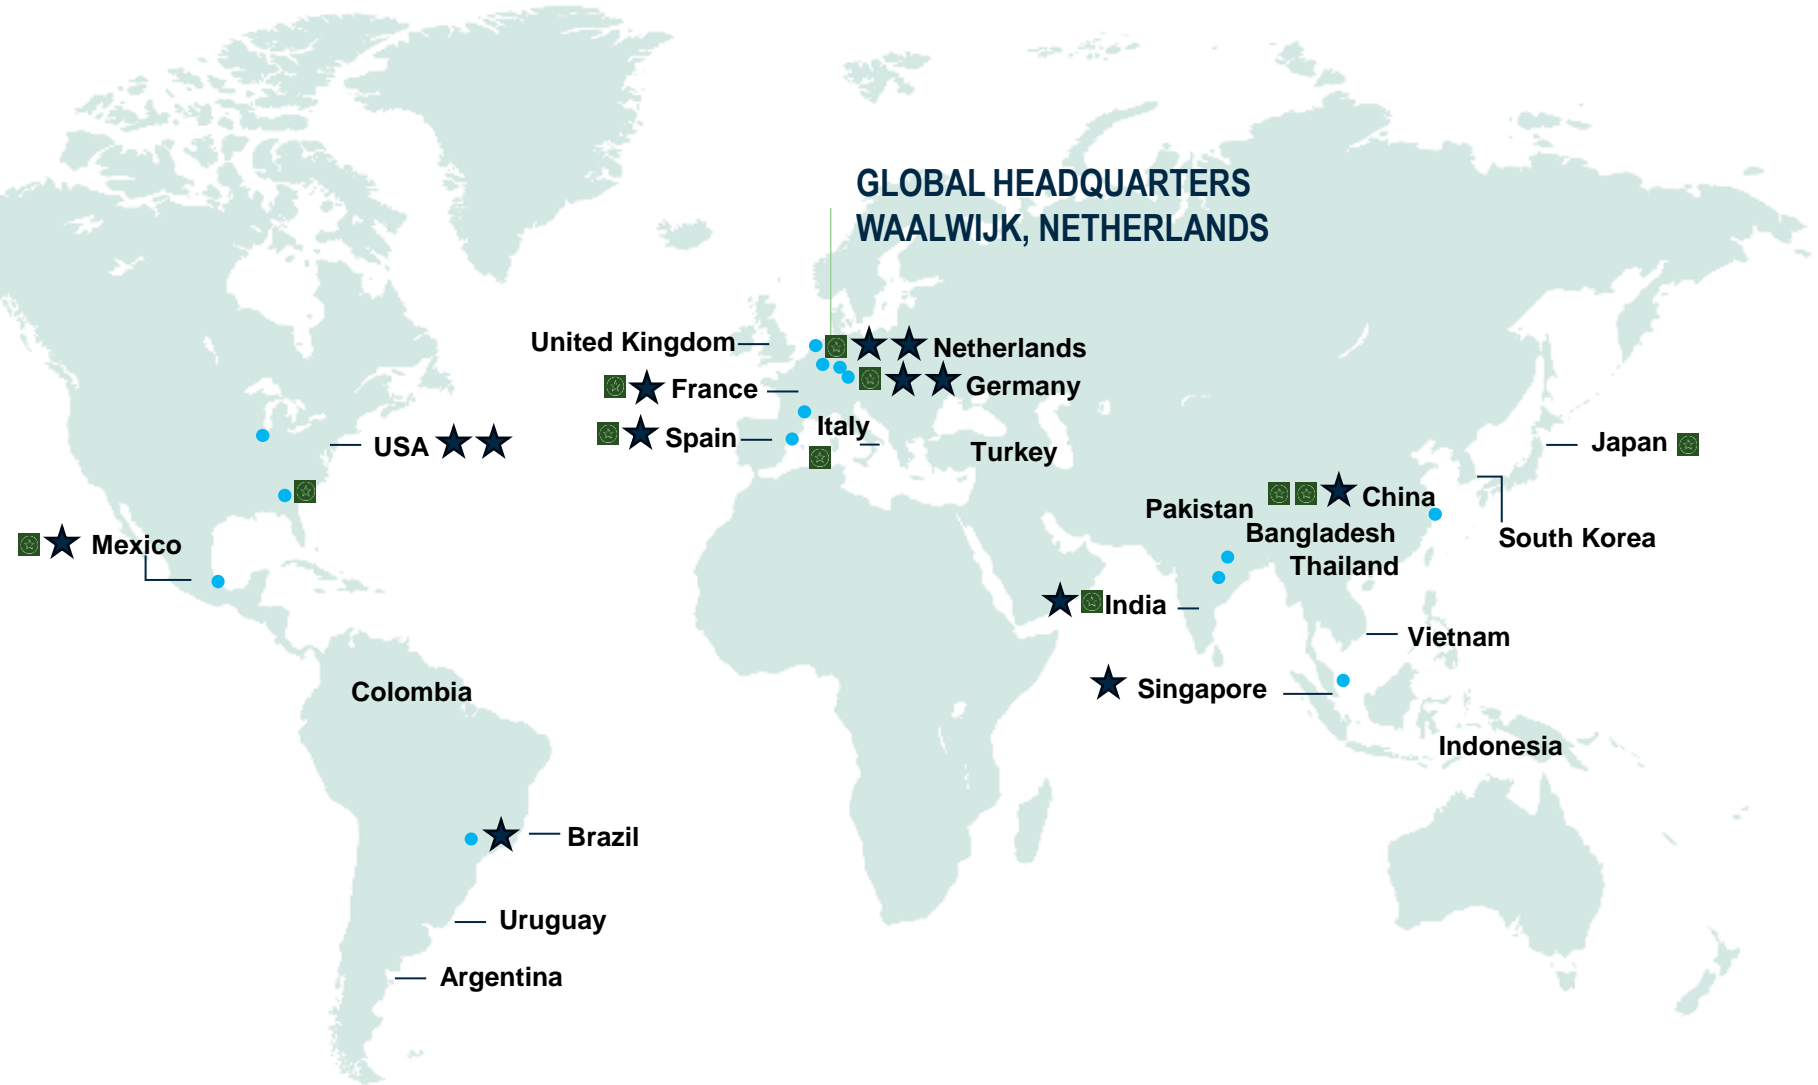 GLOBAL HEADQUARTERS
WAALWIJK, NETHERLANDS
United Kingdom
Netherlands
France
Germany
Italy
Spain
USA
Turkey
Japan
Pakistan
China
Bangladesh
South Korea
Mexico
Thailand
India
Vietnam
Colombia
Singapore
Indonesia
Brazil
Uruguay
Argentina